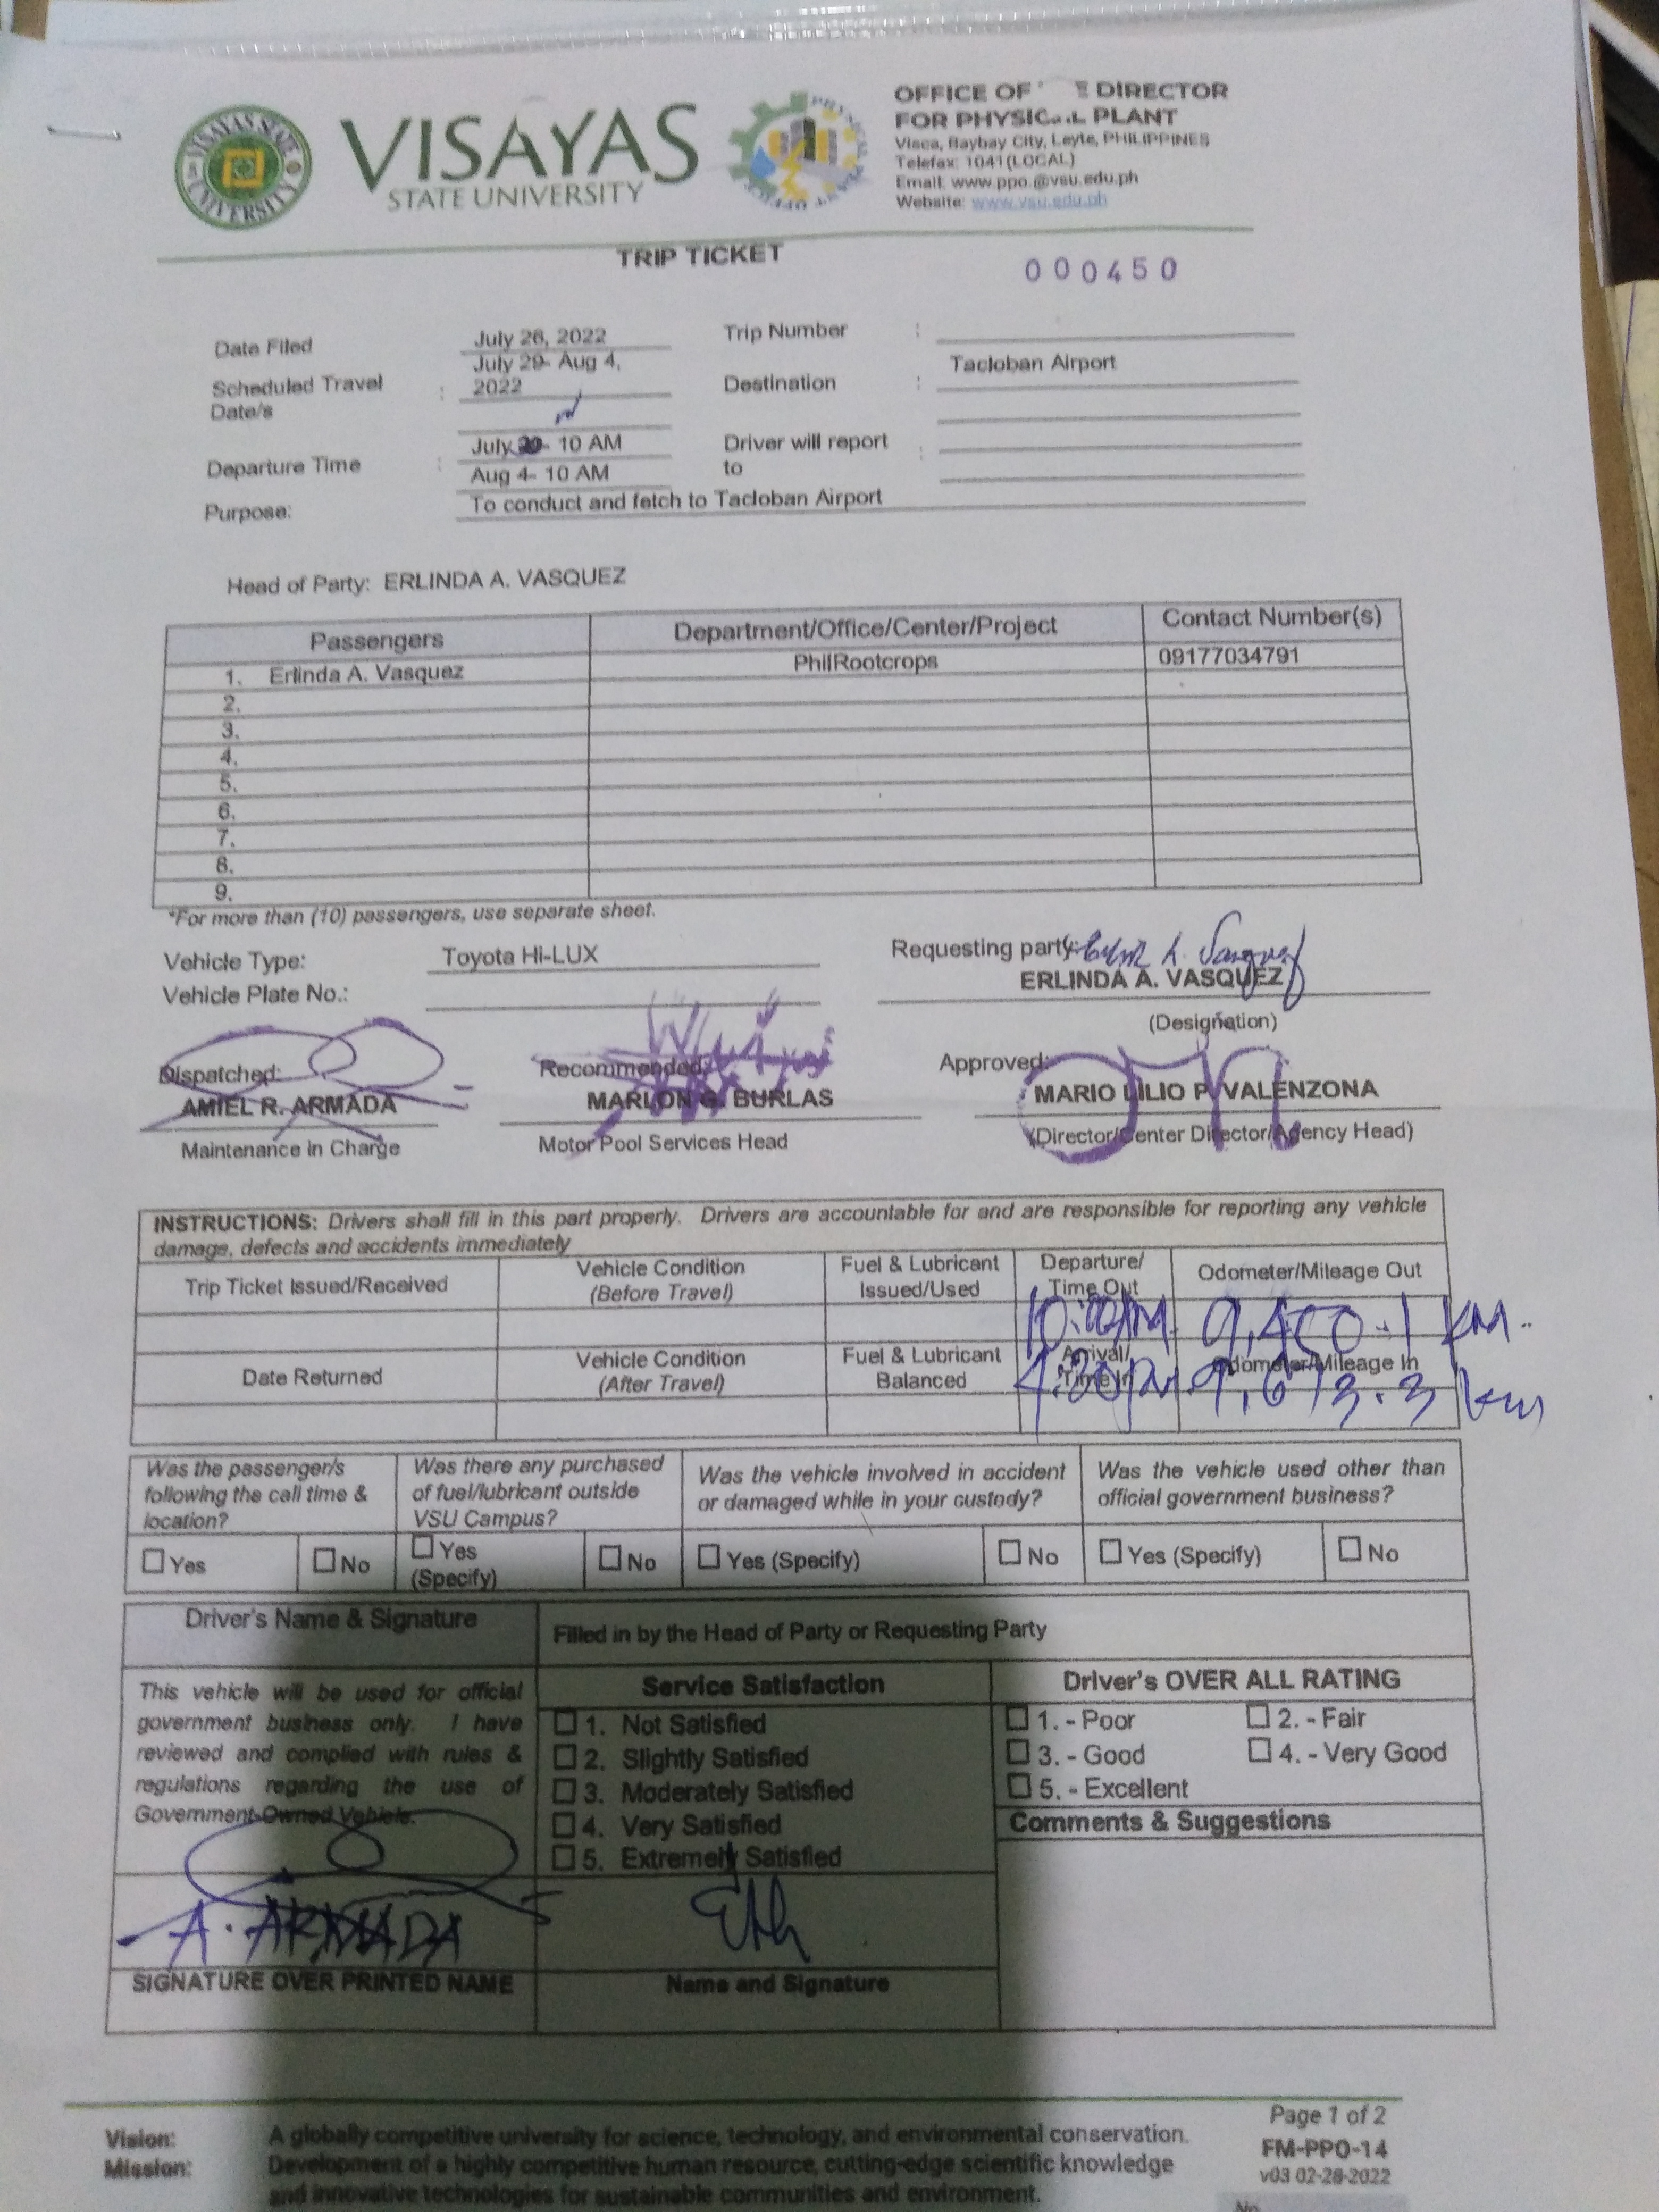 VISAYAS STATE UNIVERSITY
VISAYAS
STATE UNIVERSITY
OFFICE OF DIRECTOR
FOR PHYSICAL PLANT
Visca, Baybay City, Leyte, PHILIPPINES
Telefax: 1041(LOCAL)
Email: www.ppo.@vsu.edu.ph
Website: www.vsu.edu.ph
TRIP TICKET
000450
Date Filed July 26, 2022 Trip Number :
Scheduled Travel Date/s : July 29- Aug 4, 2022 Destination : Tacloban Airport
Departure Time : July - 10 AM Driver will report to :
Aug 4- 10 AM
Purpose: To conduct and fetch to Tacloban Airport
Head of Party: ERLINDA A. VASQUEZ
Passengers Department/Office/Center/Project Contact Number(s)
1. Erlinda A. Vasquez PhilRootcrops 09177034791
2.
3.
4.
5.
6.
7.
8.
9.
*For more than (10) passengers, use separate sheet.
Vehicle Type: Toyota Hi-LUX Requesting party:
Vehicle Plate No.: ERLINDA A. VASQUEZ
(Designation)
Dispatched: Recommended: Approved:
AMIEL R. ARMADA MARLON G. BURLAS MARIO LILIO P. VALENZONA
Maintenance In Charge Motor Pool Services Head (Director/Center Director/Agency Head)
INSTRUCTIONS: Drivers shall fill in this part properly. Drivers are accountable for and are responsible for reporting any vehicle
damage, defects and accidents immediately
Trip Ticket Issued/Received Vehicle Condition (Before Travel) Fuel & Lubricant Issued/Used Departure/ Time Out Odometer/Mileage Out
10:00AM 9,450.1 km.
Date Returned Vehicle Condition (After Travel) Fuel & Lubricant Balanced Arrival/ Time In Odometer/Mileage In
9,673.3 km
Was the passenger/s following the call time & location? Was there any purchased of fuel/lubricant outside VSU Campus? Was the vehicle involved in accident or damaged while in your custody? Was the vehicle used other than official government business?
Yes No Yes (Specify) No Yes (Specify) No Yes (Specify) No
Driver's Name & Signature Filled in by the Head of Party or Requesting Party
This vehicle will be used for official
government business only. I have
reviewed and complied with rules &
regulations regarding the use of
Government-Owned Vehicle.
Service Satisfaction
1. Not Satisfied
2. Slightly Satisfied
3. Moderately Satisfied
4. Very Satisfied
5. Extremely Satisfied
Driver's OVER ALL RATING
1. - Poor 2. - Fair
3. - Good 4. - Very Good
5. - Excellent
Comments & Suggestions
A. ARMADA
SIGNATURE OVER PRINTED NAME Name and Signature
Vision: A globally competitive university for science, technology, and environmental conservation.
Mission: Development of a highly competitive human resource, cutting-edge scientific knowledge
and innovative technologies for sustainable communities and environment.
Page 1 of 2
FM-PPO-14
v03 02-28-2022
No.